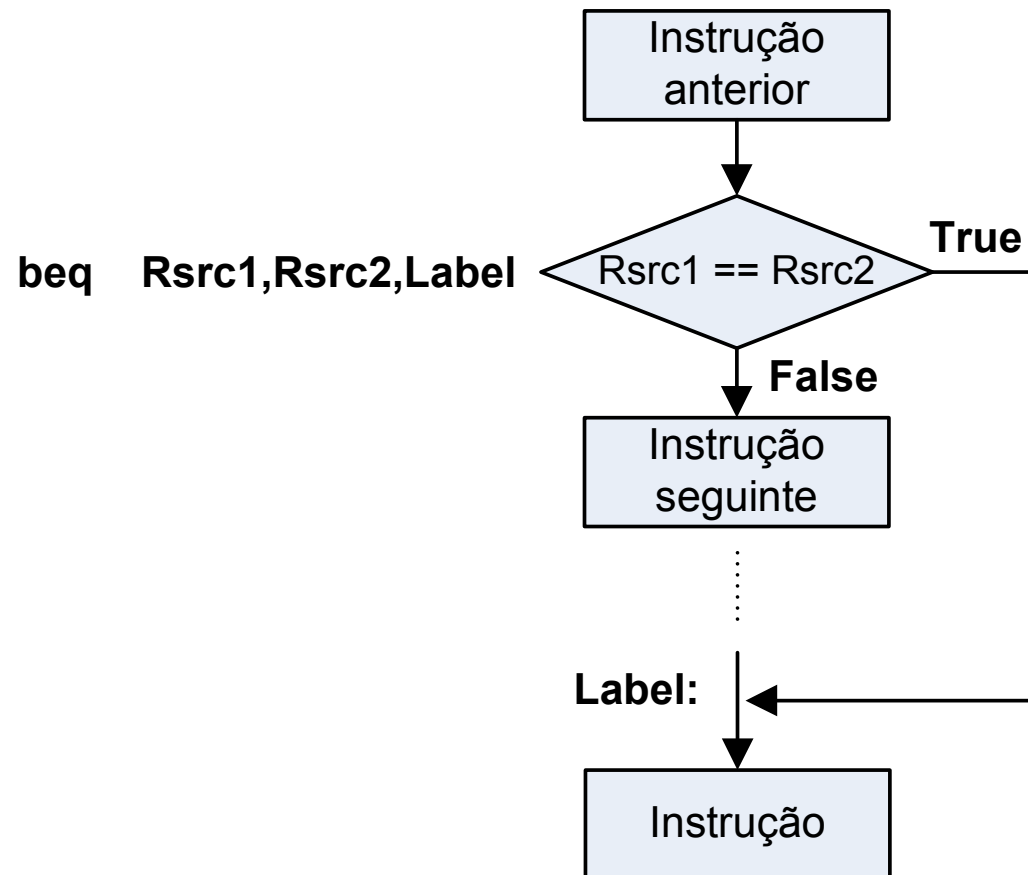 Instrução
anterior
True
beq Rsrc1,Rsrc2,Label
Rsrc1 == Rsrc2
False
Instrução
seguinte
Label:
Instrução